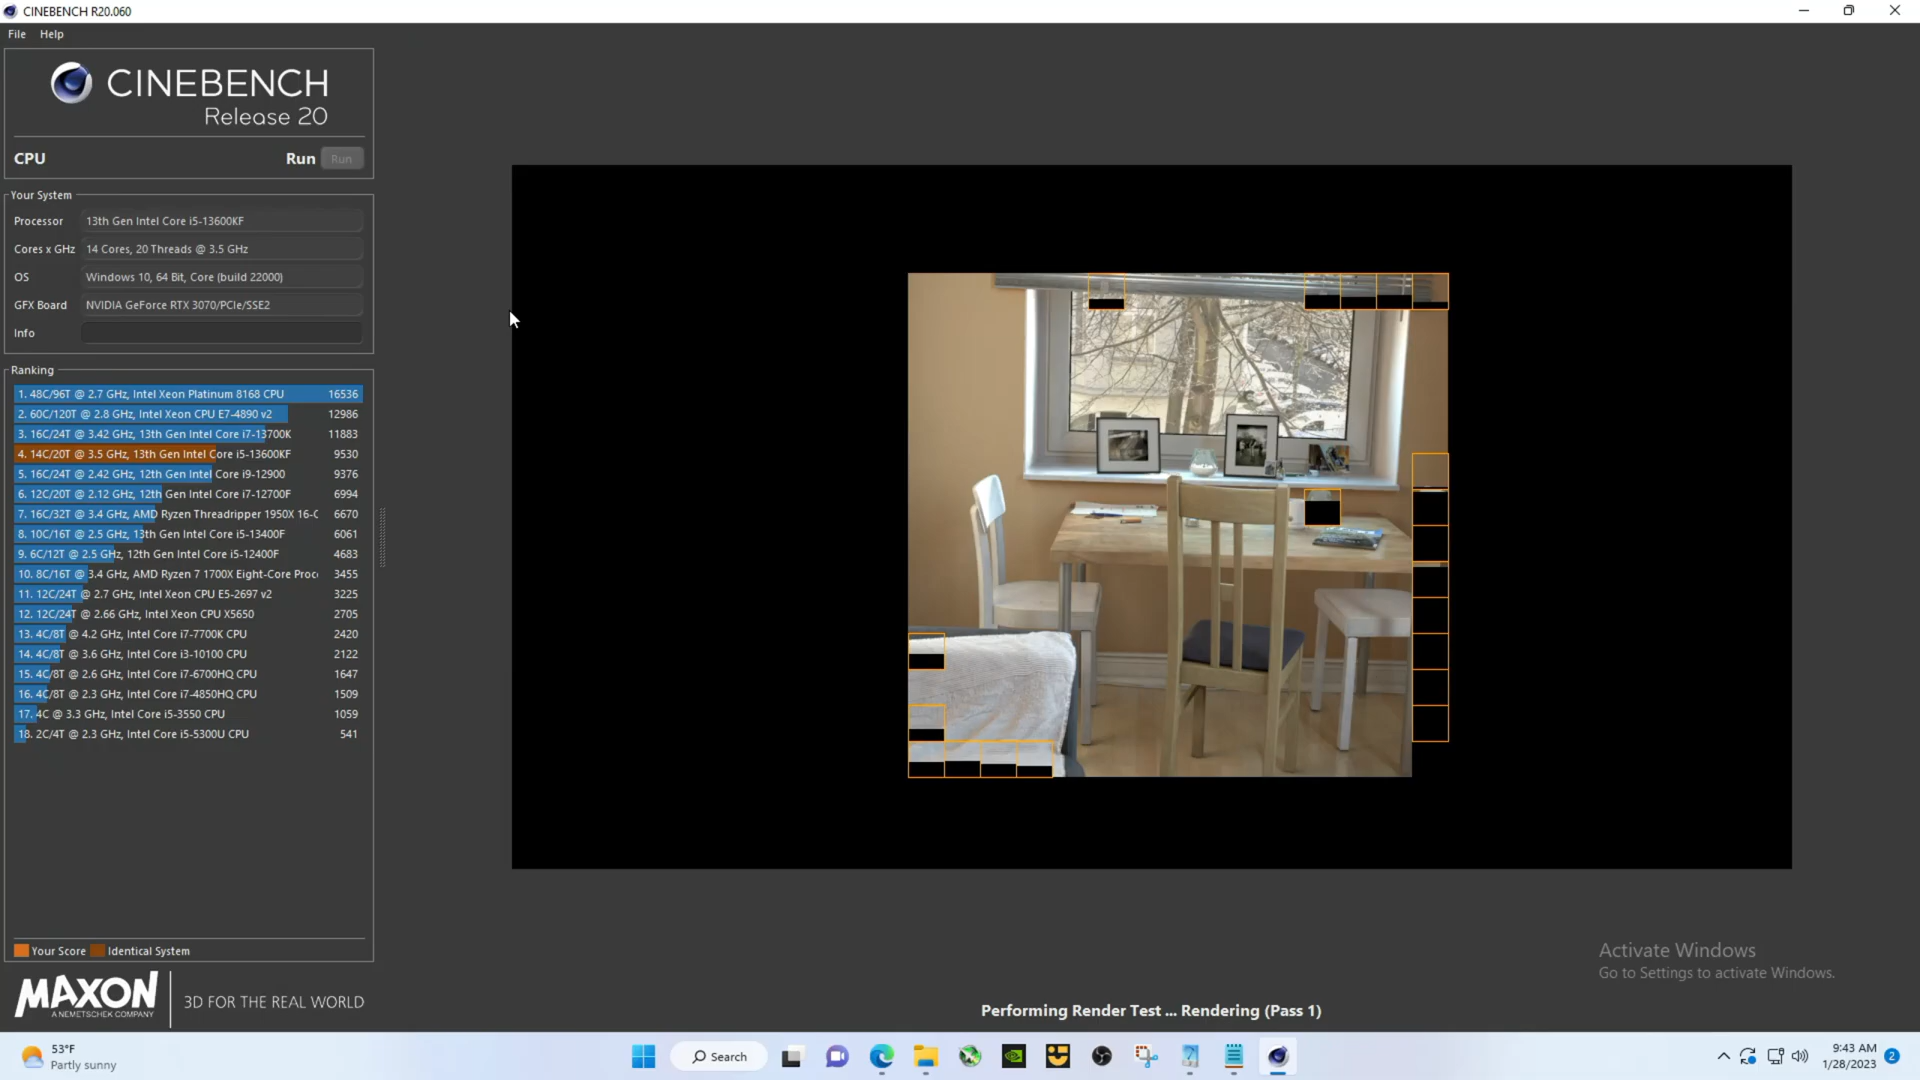 CINEBENCH R20.060
File Help
CINEBENCH
Release 20
CPU Run Run
Your System
Processor 13th Gen Intel Core i5-13600KF
Cores x GHz 14 Cores, 20 Threads @ 3.5 GHz
OS Windows 10, 64 Bit, Core (build 22000)
GFX Board NVIDIA GeForce RTX 3070/PCIe/SSE2
Info
Ranking
1. 48C/96T @ 2.7 GHz, Intel Xeon Platinum 8168 CPU 16536
2. 60C/120T @ 2.8 GHz, Intel Xeon CPU E7-4890 v2 12986
3. 16C/24T @ 3.42 GHz, 13th Gen Intel Core i7-13700K 11883
4. 14C/20T @ 3.5 GHz, 13th Gen Intel Core i5-13600KF 9530
5. 16C/24T @ 2.42 GHz, 12th Gen Intel Core i9-12900 9376
6. 12C/20T @ 2.12 GHz, 12th Gen Intel Core i7-12700F 6994
7. 16C/32T @ 3.4 GHz, AMD Ryzen Threadripper 1950X 16-C 6670
8. 10C/16T @ 2.5 GHz, 13th Gen Intel Core i5-13400F 6061
9. 6C/12T @ 2.5 GHz, 12th Gen Intel Core i5-12400F 4683
10. 8C/16T @ 3.4 GHz, AMD Ryzen 7 1700X Eight-Core Proc 3455
11. 12C/24T @ 2.7 GHz, Intel Xeon CPU E5-2697 v2 3225
12. 12C/24T @ 2.66 GHz, Intel Xeon CPU X5650 2705
13. 4C/8T @ 4.2 GHz, Intel Core i7-7700K CPU 2420
14. 4C/8T @ 3.6 GHz, Intel Core i3-10100 CPU 2122
15. 4C/8T @ 2.6 GHz, Intel Core i7-6700HQ CPU 1647
16. 4C/8T @ 2.3 GHz, Intel Core i7-4850HQ CPU 1509
17. 4C @ 3.3 GHz, Intel Core i5-3550 CPU 1059
18. 2C/4T @ 2.3 GHz, Intel Core i5-5300U CPU 541
Your Score Identical System
MAXON
A NEMETSCHEK COMPANY
3D FOR THE REAL WORLD
Activate Windows
Go to Settings to activate Windows.
Performing Render Test ... Rendering (Pass 1)
53°F
Partly sunny
Search
9:43 AM
1/28/2023
2